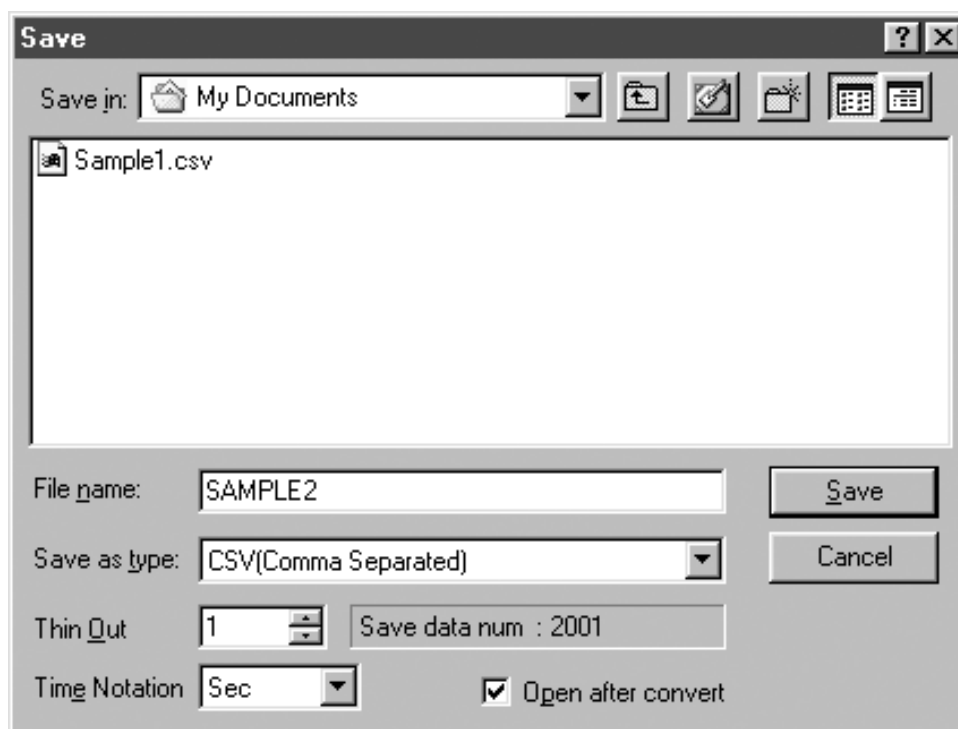 Save
Save in: My Documents
Sample1.csv
File name: SAMPLE2 Save
Save as type: CSV(Comma Separated) Cancel
Thin Out 1 Save data num : 2001
Time Notation Sec Open after convert